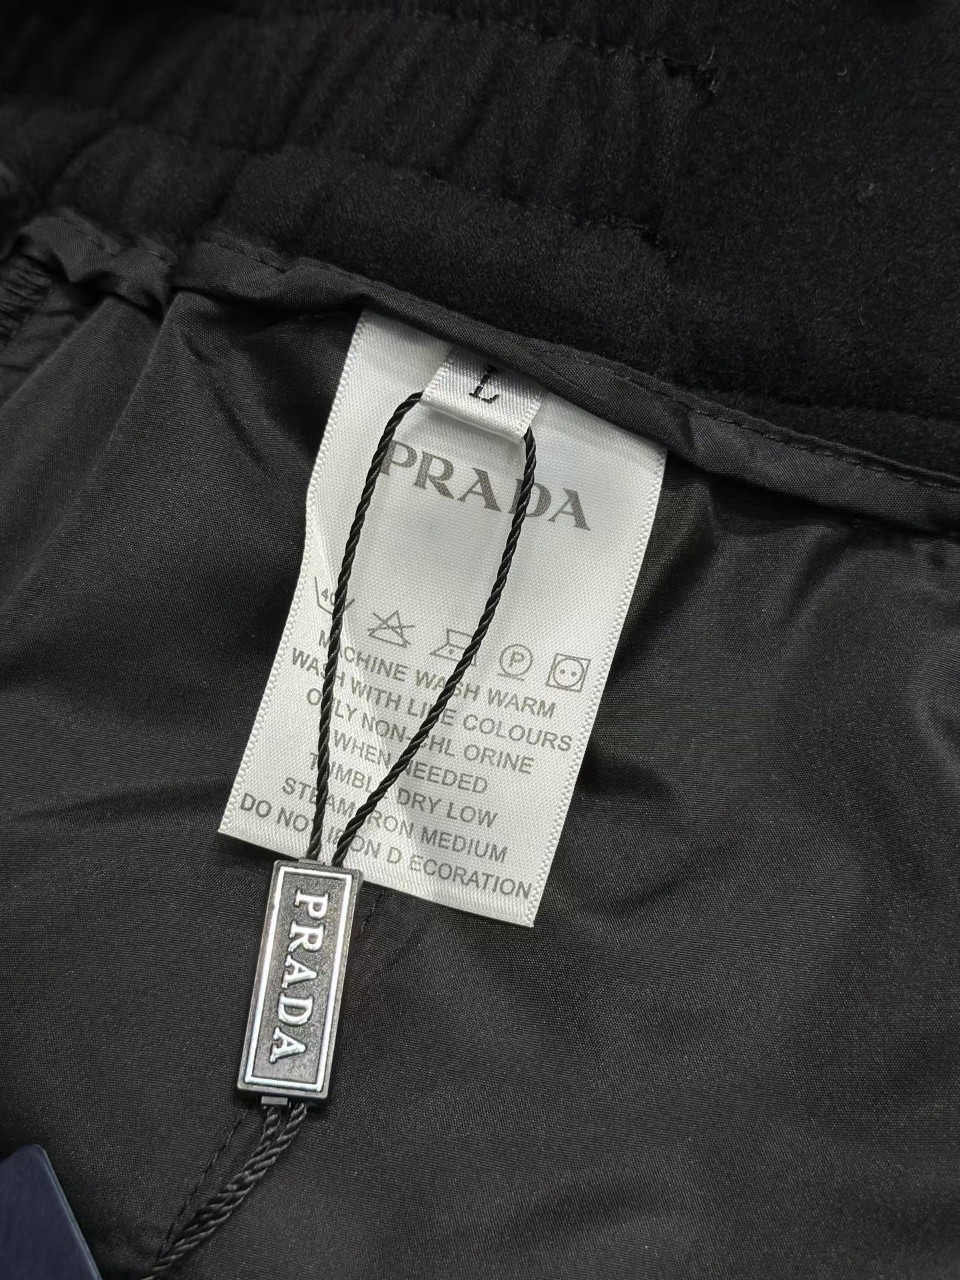 L
PRADA
40
P
MACHINE WASH WARM
WASH WITH LIKE COLOURS
ONLY NON-CHL ORINE
WHEN NEEDED
TUMBLE DRY LOW
STEAM IRON MEDIUM
DO NOT IRON D ECORATION
PRADA